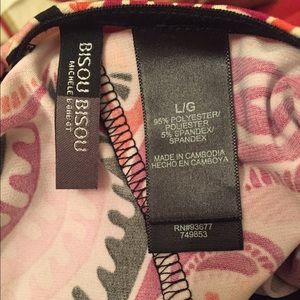 BISOU BISOU
MICHELE BOHBOT
L/G
95% POLYESTER/
POLIESTER
5% SPANDEX/
SPANDEX
MADE IN CAMBODIA
HECHO EN CAMBOYA
RN#93677
749853